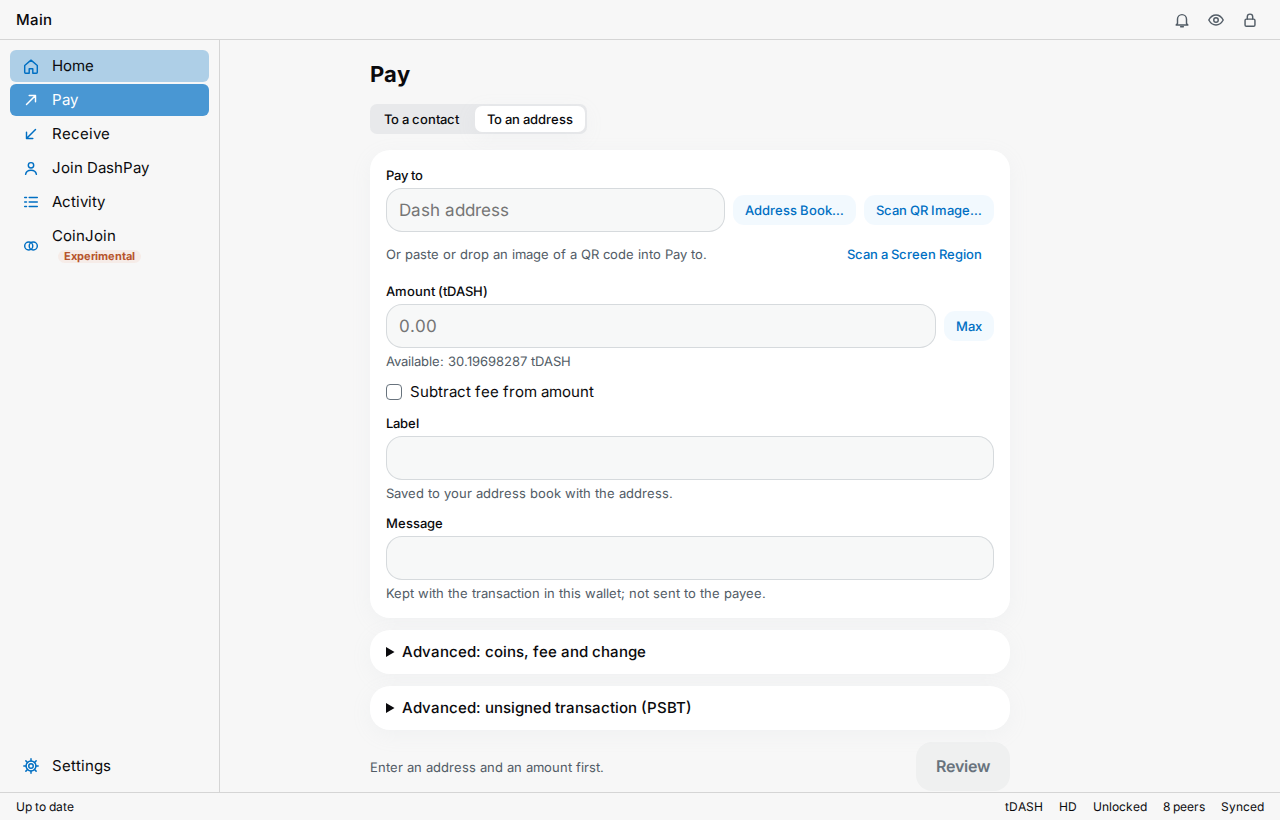 Main
Home
Pay
Receive
Join DashPay
Activity
CoinJoin
Experimental
Settings
Pay
To a contact
To an address
Pay to
Dash address
Address Book...
Scan QR Image...
Or paste or drop an image of a QR code into Pay to.
Scan a Screen Region
Amount (tDASH)
0.00
Max
Available: 30.19698287 tDASH
Subtract fee from amount
Label
Saved to your address book with the address.
Message
Kept with the transaction in this wallet; not sent to the payee.
Advanced: coins, fee and change
Advanced: unsigned transaction (PSBT)
Enter an address and an amount first.
Review
Up to date
tDASH
HD
Unlocked
8 peers
Synced